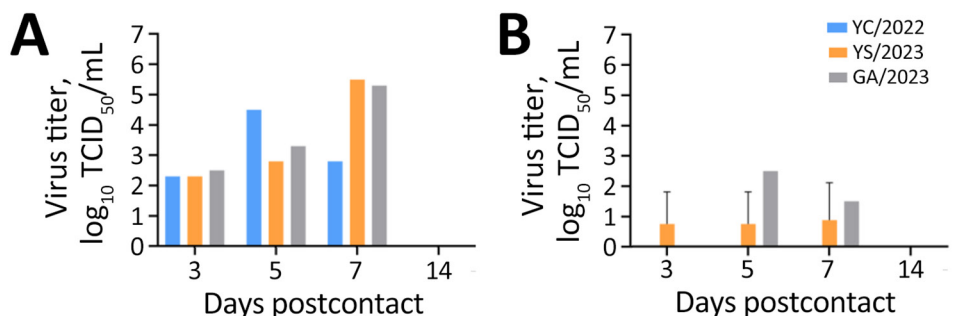 A
Virus titer,
log10 TCID50/mL
7
6
5
4
3
2
1
0
3 5 7 14
Days postcontact
B
Virus titer,
log10 TCID50/mL
7
6
5
4
3
2
1
0
3 5 7 14
Days postcontact
YC/2022
YS/2023
GA/2023